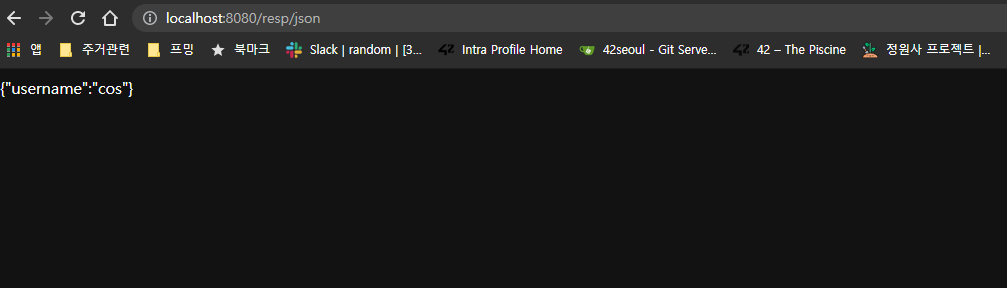 localhost:8080/resp/json
앱 주거관련 프밍 북마크 Slack | random | [3... Intra Profile Home 42seoul - Git Serve... 42 – The Piscine 정원사 프로젝트 |...
{"username":"cos"}